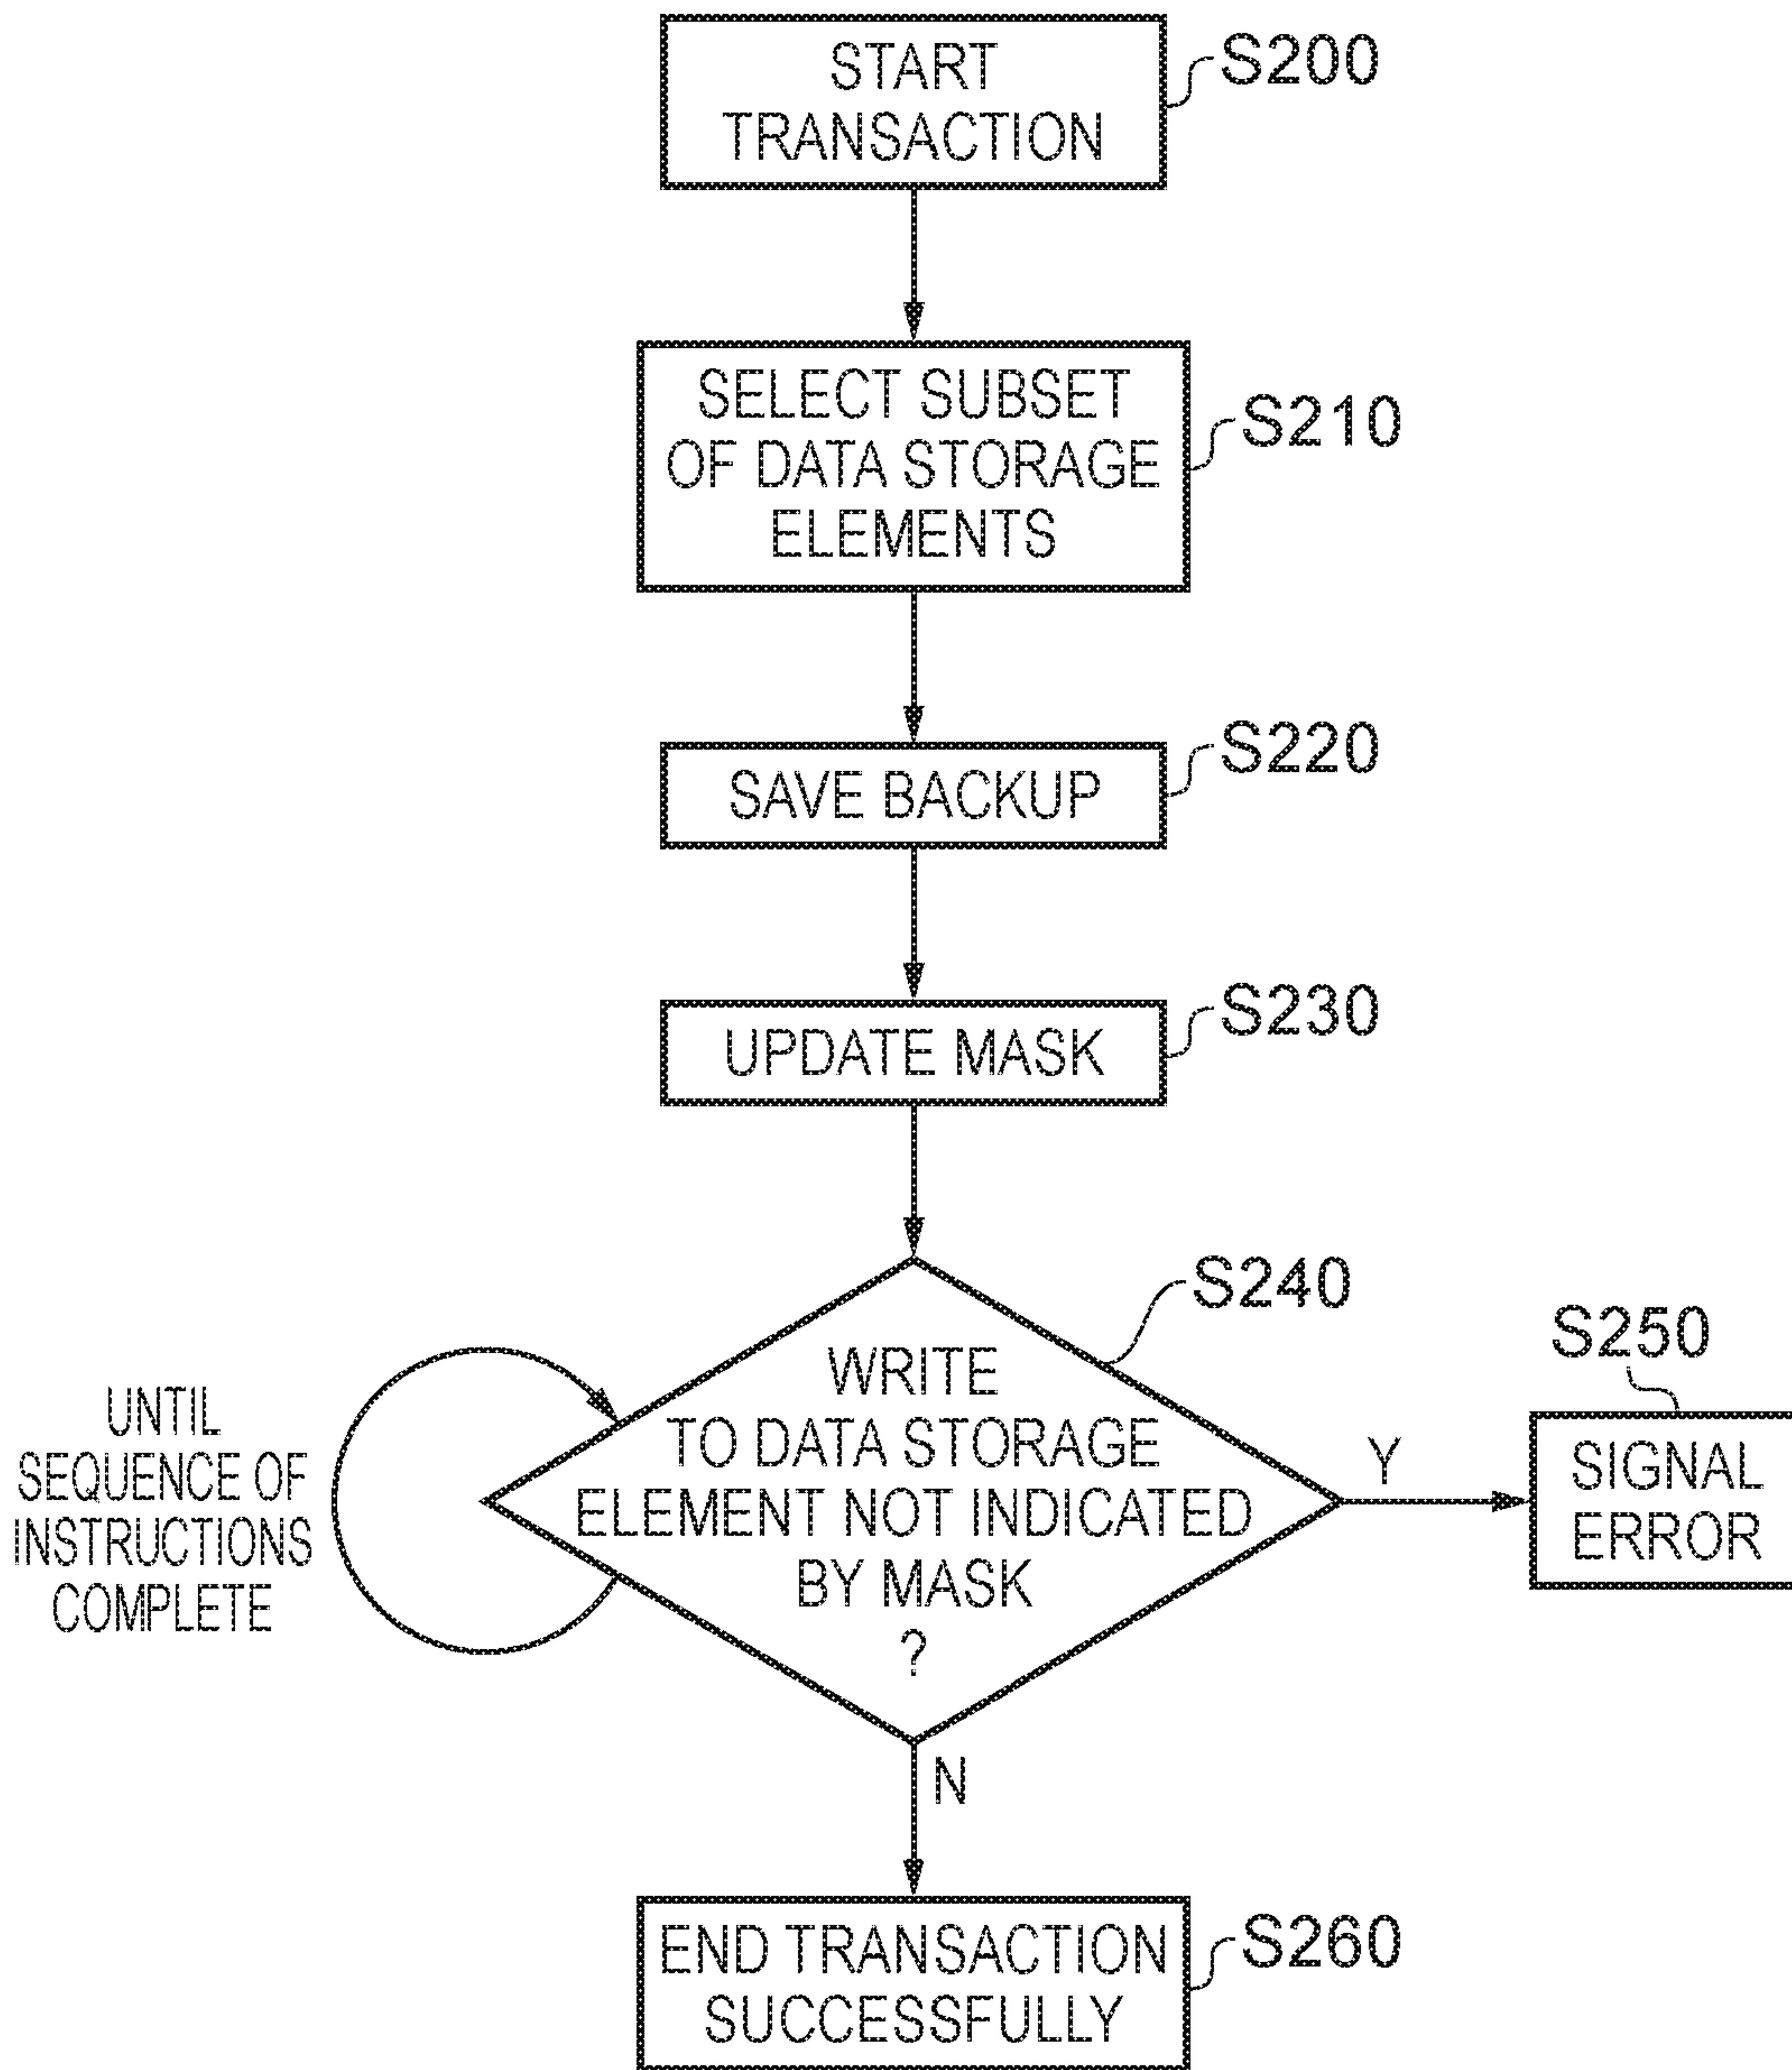 START
TRANSACTION
S200
SELECT SUBSET
OF DATA STORAGE
ELEMENTS
S210
SAVE BACKUP
S220
UPDATE MASK
S230
S240
WRITE
TO DATA STORAGE
ELEMENT NOT INDICATED
BY MASK
?
UNTIL
SEQUENCE OF
INSTRUCTIONS
COMPLETE
Y
S250
SIGNAL
ERROR
N
END TRANSACTION
SUCCESSFULLY
S260